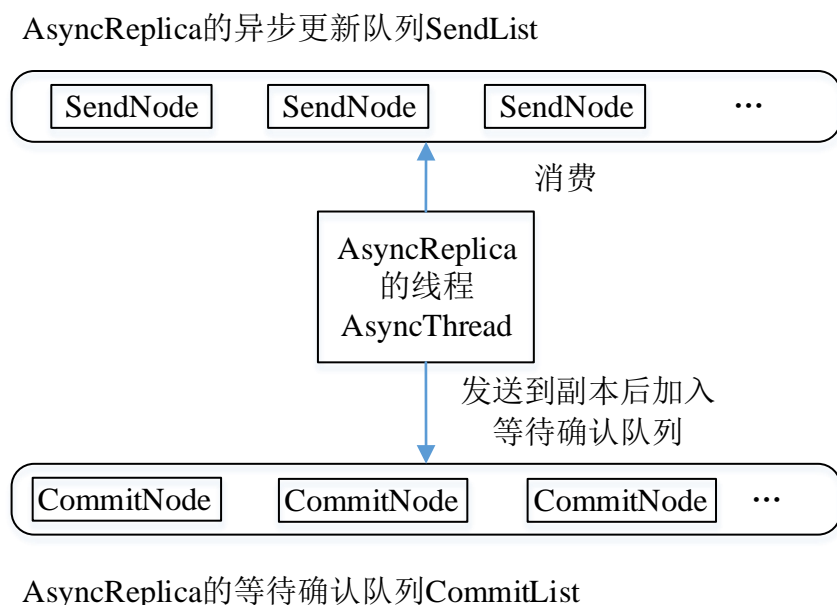 AsyncReplica的异步更新队列SendList
SendNode SendNode SendNode …
消费
AsyncReplica
的线程
AsyncThread
发送到副本后加入
等待确认队列
CommitNode CommitNode CommitNode …
AsyncReplica的等待确认队列CommitList